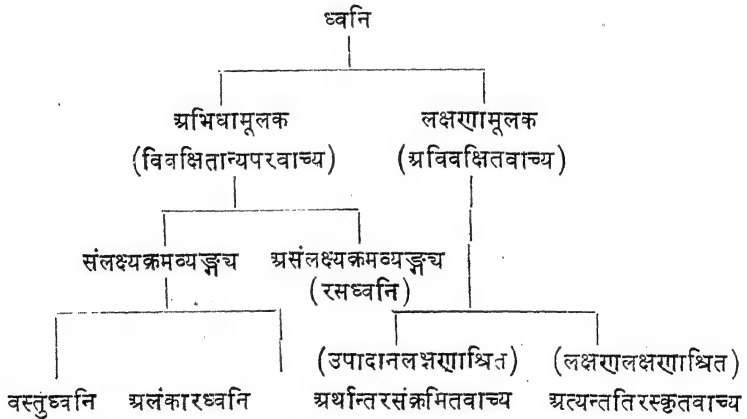 ध्वनि
अभिधामूलक लक्षणामूलक
(विवक्षितान्यपरवाच्य) (अविवक्षितवाच्य)
संलक्ष्यक्रमव्यङ्ग्य असंलक्ष्यक्रमव्यङ्ग्य
(रसध्वनि)
(उपादानलक्षणाश्रित) (लक्षणलक्षणाश्रित)
वस्तुध्वनि अलंकारध्वनि अर्थान्तरसंक्रमितवाच्य अत्यन्ततिरस्कृतवाच्य